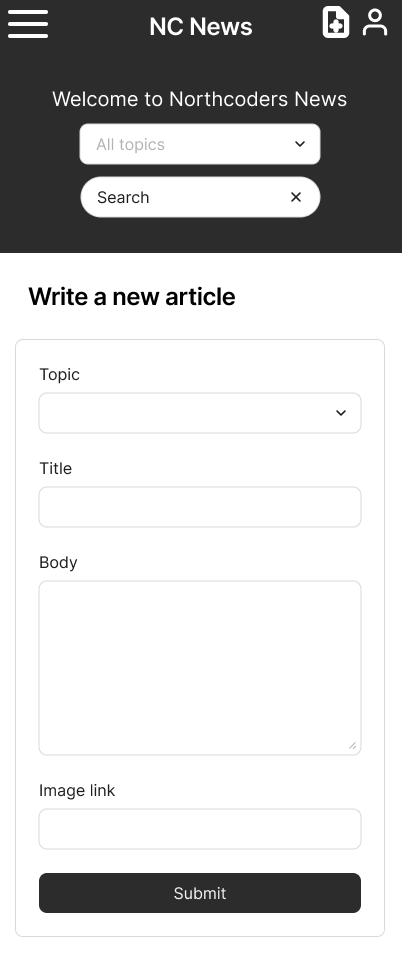 NC News
Welcome to Northcoders News
All topics
Search
Write a new article
Topic
Title
Body
Image link
Submit